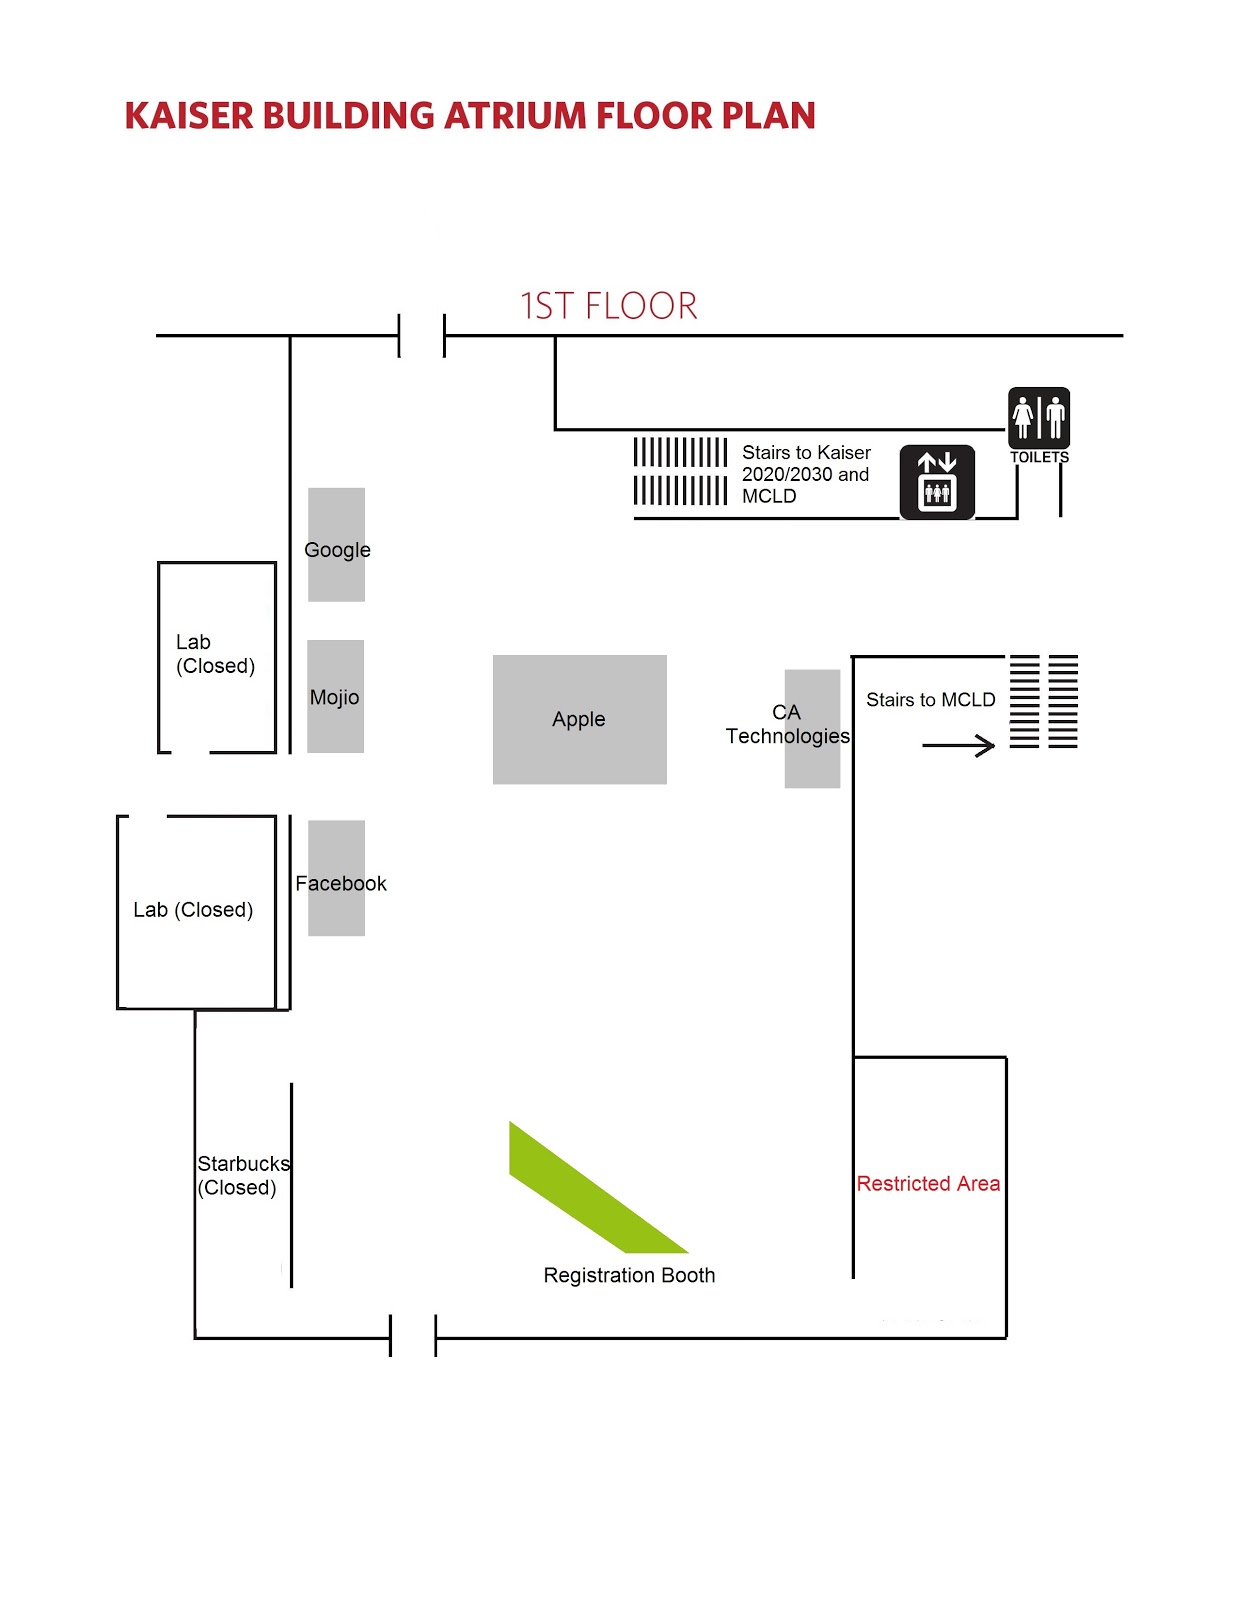 KAISER BUILDING ATRIUM FLOOR PLAN
1ST FLOOR
TOILETS
Stairs to Kaiser
2020/2030 and
MCLD
Google
Lab
(Closed)
Mojio
Apple
CA
Technologies
Stairs to MCLD
Facebook
Lab (Closed)
Starbucks
(Closed)
Restricted Area
Registration Booth